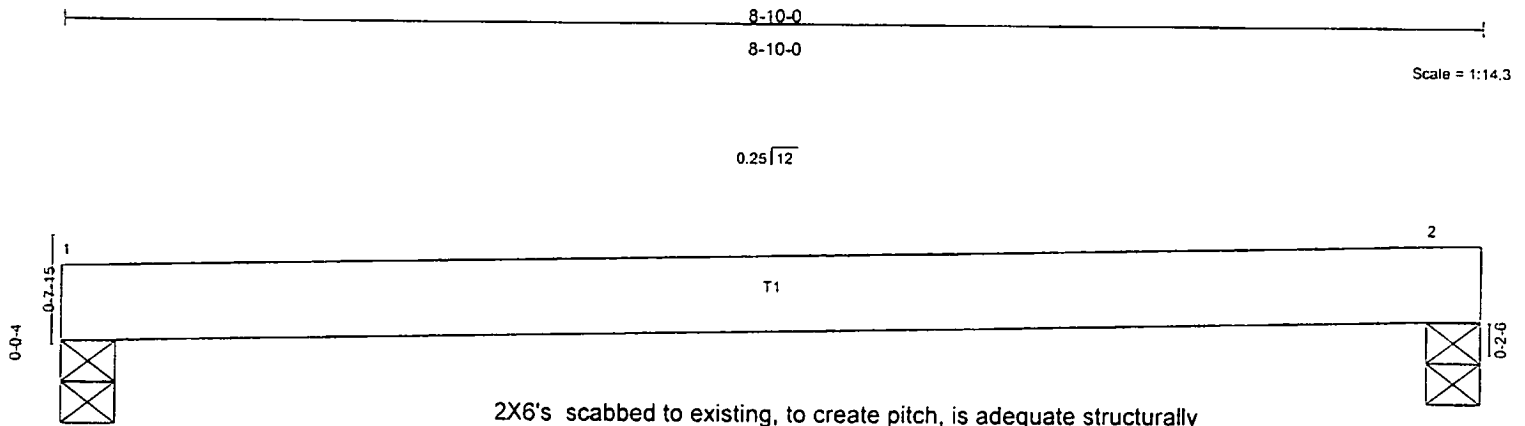 8-10-0
8-10-0
Scale = 1:14.3
0.25 12
1
2
0-7-15
T1
0-0-4
0-2-0
2X6's scabbed to existing, to create pitch, is adequate structurally